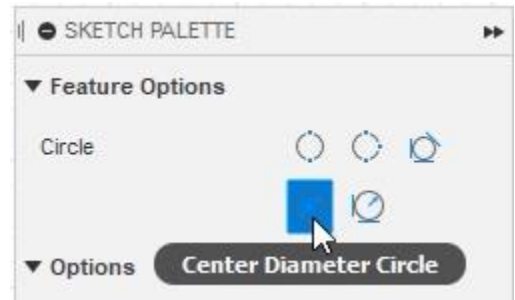 SKETCH PALETTE
Feature Options
Circle
Options
Center Diameter Circle